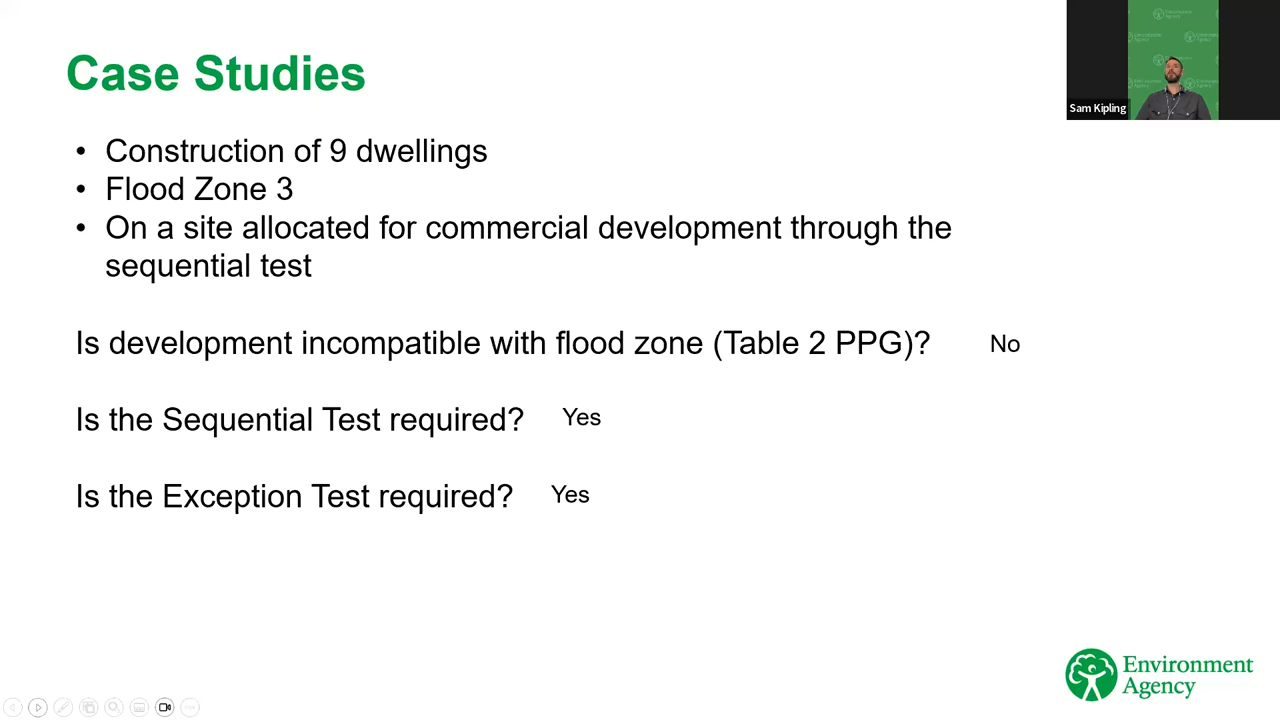 Case Studies
Sam Kipling
• Construction of 9 dwellings
• Flood Zone 3
• On a site allocated for commercial development through the
sequential test
Is development incompatible with flood zone (Table 2 PPG)? No
Is the Sequential Test required? Yes
Is the Exception Test required? Yes
Environment
Agency